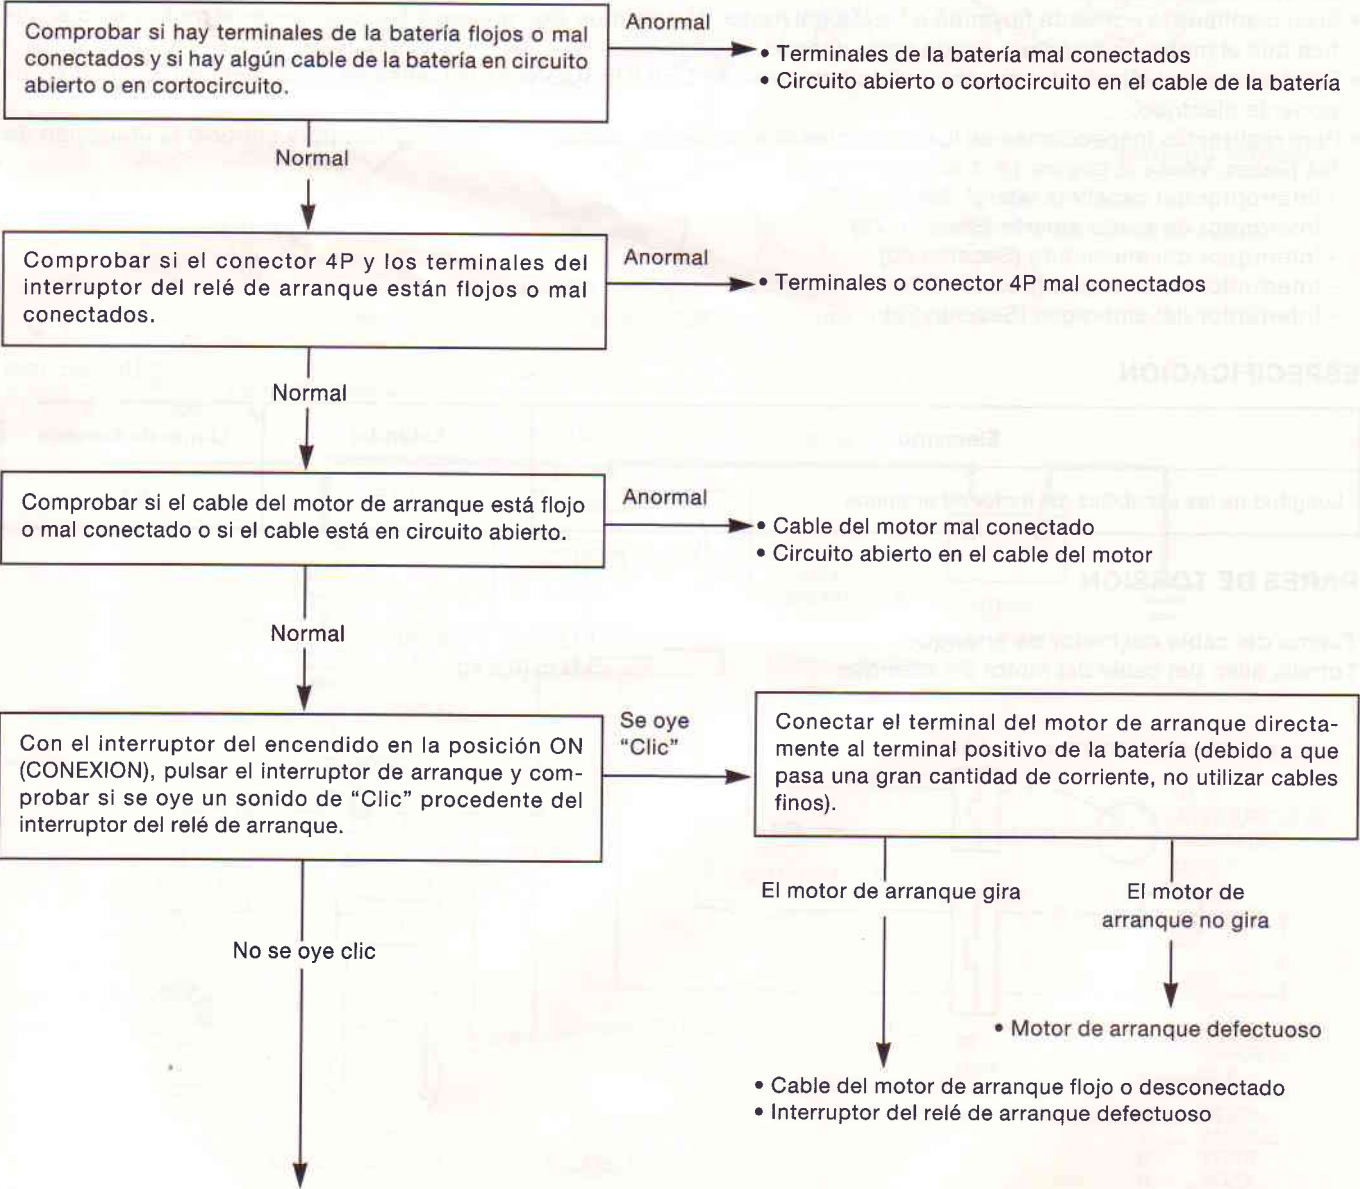 Comprobar si hay terminales de la batería flojos o mal
conectados y si hay algún cable de la batería en circuito
abierto o en cortocircuito.
Anormal
• Terminales de la batería mal conectados
• Circuito abierto o cortocircuito en el cable de la batería
Normal
Comprobar si el conector 4P y los terminales del
interruptor del relé de arranque están flojos o mal
conectados.
Anormal
• Terminales o conector 4P mal conectados
Normal
Comprobar si el cable del motor de arranque está flojo
o mal conectado o si el cable está en circuito abierto.
Anormal
• Cable del motor mal conectado
• Circuito abierto en el cable del motor
Normal
Con el interruptor del encendido en la posición ON
(CONEXION), pulsar el interruptor de arranque y com-
probar si se oye un sonido de “Clic” procedente del
interruptor del relé de arranque.
Se oye
“Clic”
Conectar el terminal del motor de arranque directa-
mente al terminal positivo de la batería (debido a que
pasa una gran cantidad de corriente, no utilizar cables
finos).
El motor de arranque gira
El motor de
arranque no gira
No se oye clic
• Motor de arranque defectuoso
• Cable del motor de arranque flojo o desconectado
• Interruptor del relé de arranque defectuoso